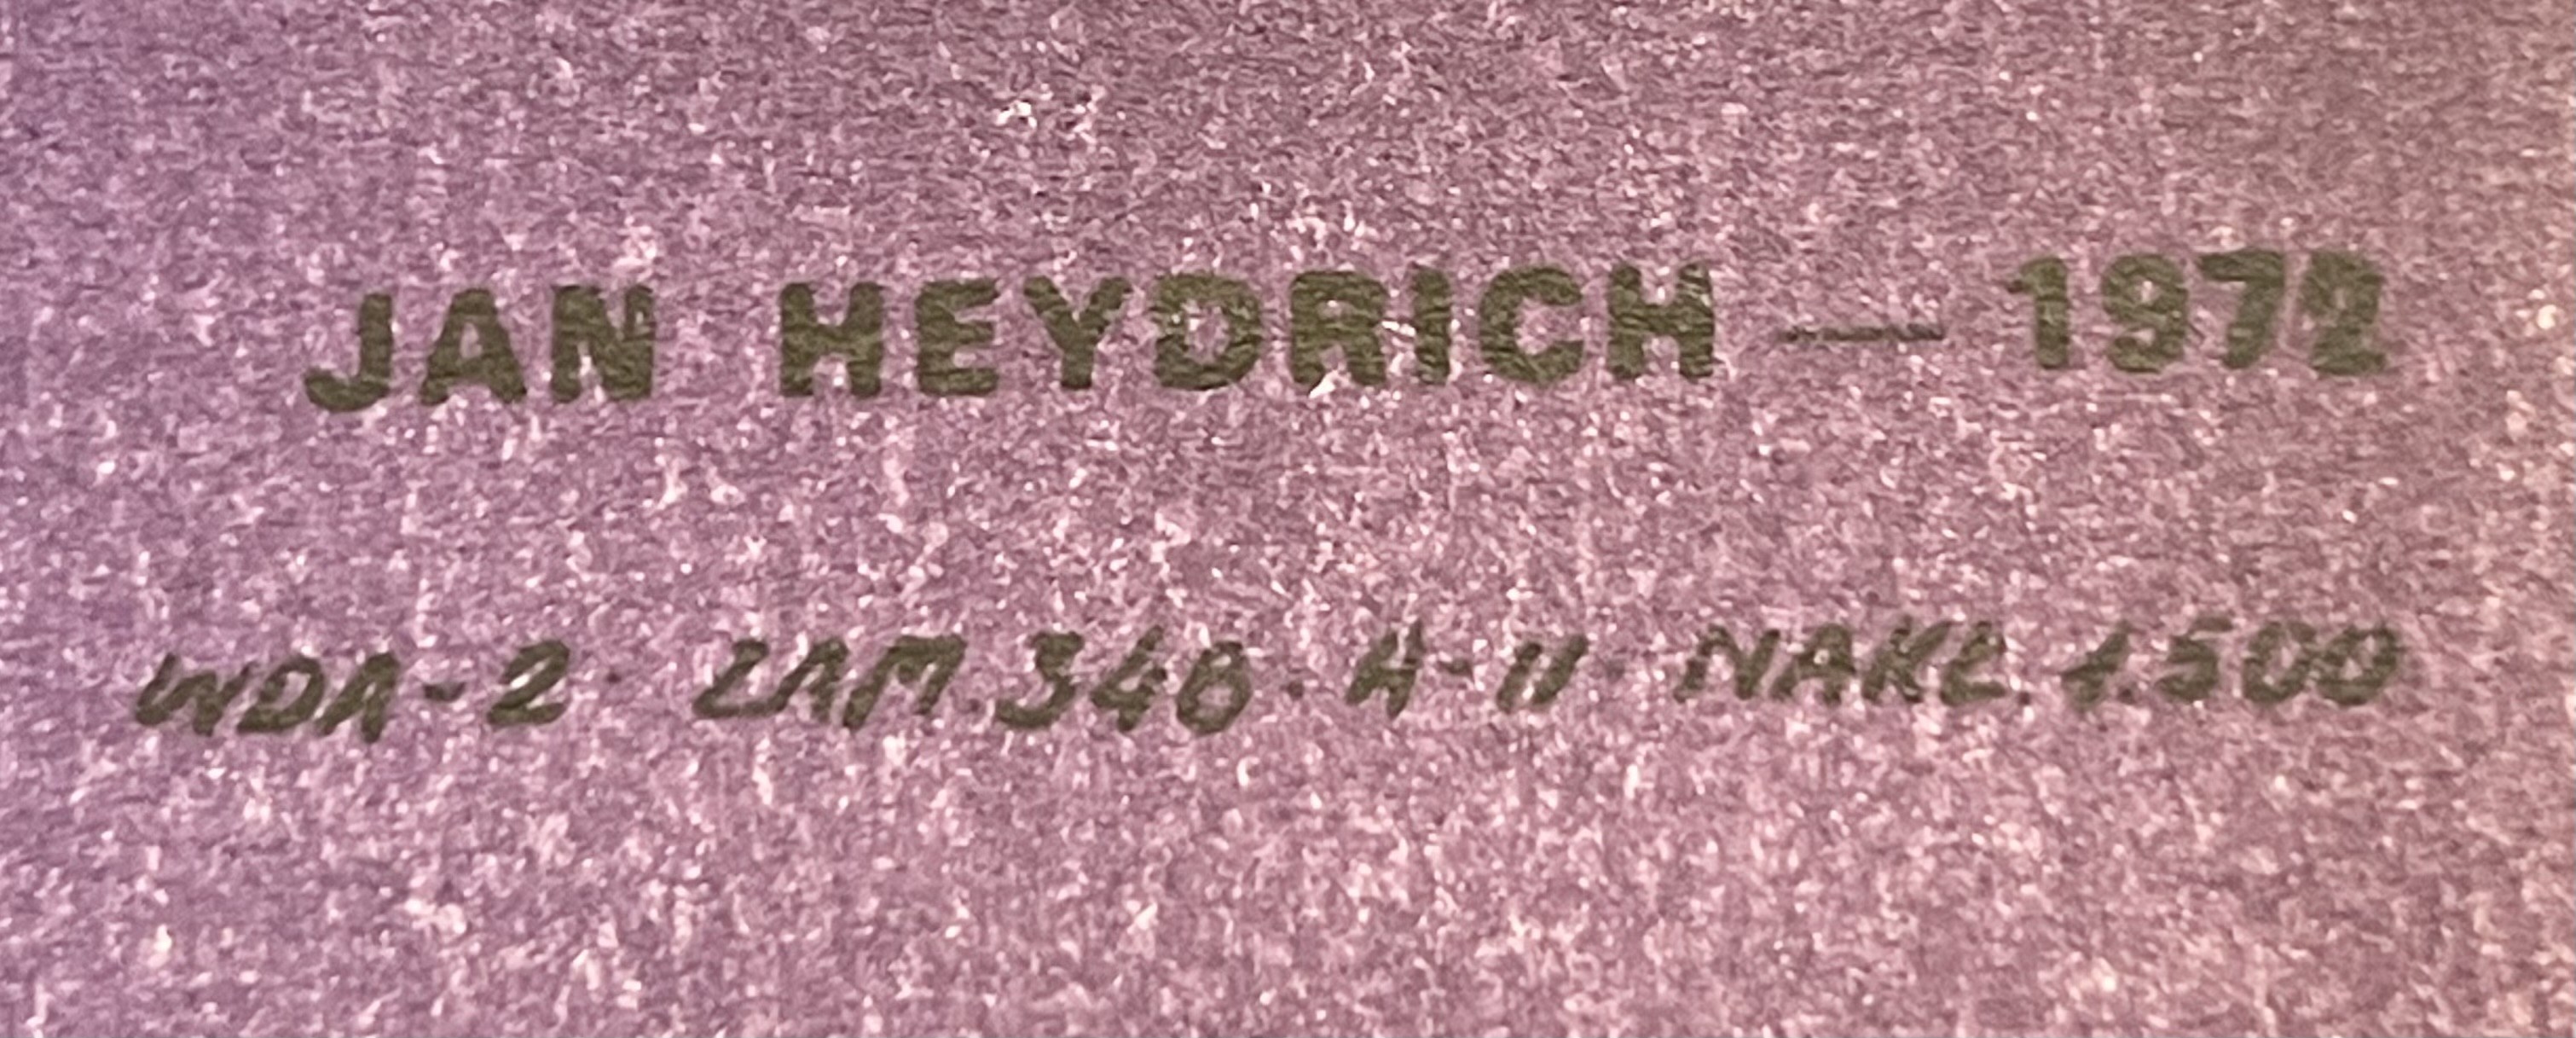 JAN HEYDRICH — 1972
WDA-2 ZAM. 346 A-11 NAKŁ. 1.500